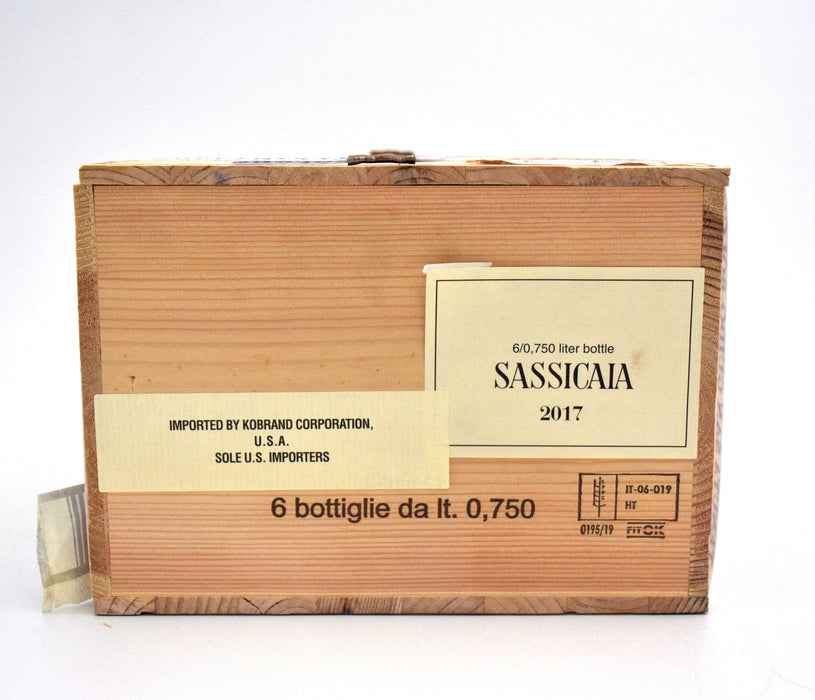 6/0,750 liter bottle
SASSICAIA
2017
IMPORTED BY KOBRAND CORPORATION,
U.S.A.
SOLE U.S. IMPORTERS
6 bottiglie da lt. 0,750
IPPC
IT-06-019
HT
0195/19
FITOK